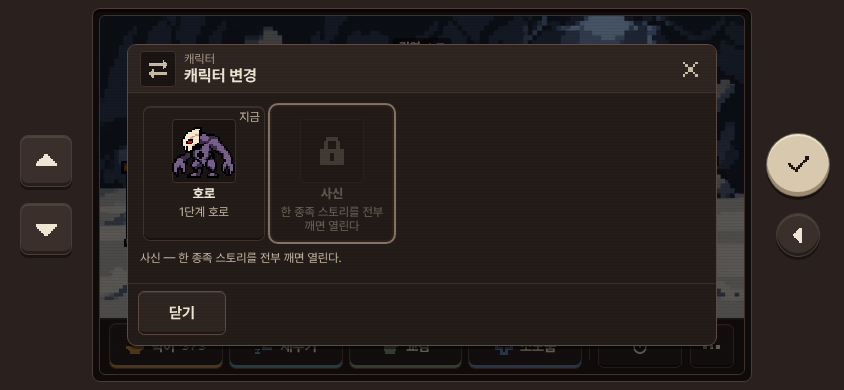 캐릭터
캐릭터 변경
지금
호로
1단계 호로
사신
한 종족 스토리를 전부
깨면 열린다
사신 — 한 종족 스토리를 전부 깨면 열린다.
닫기